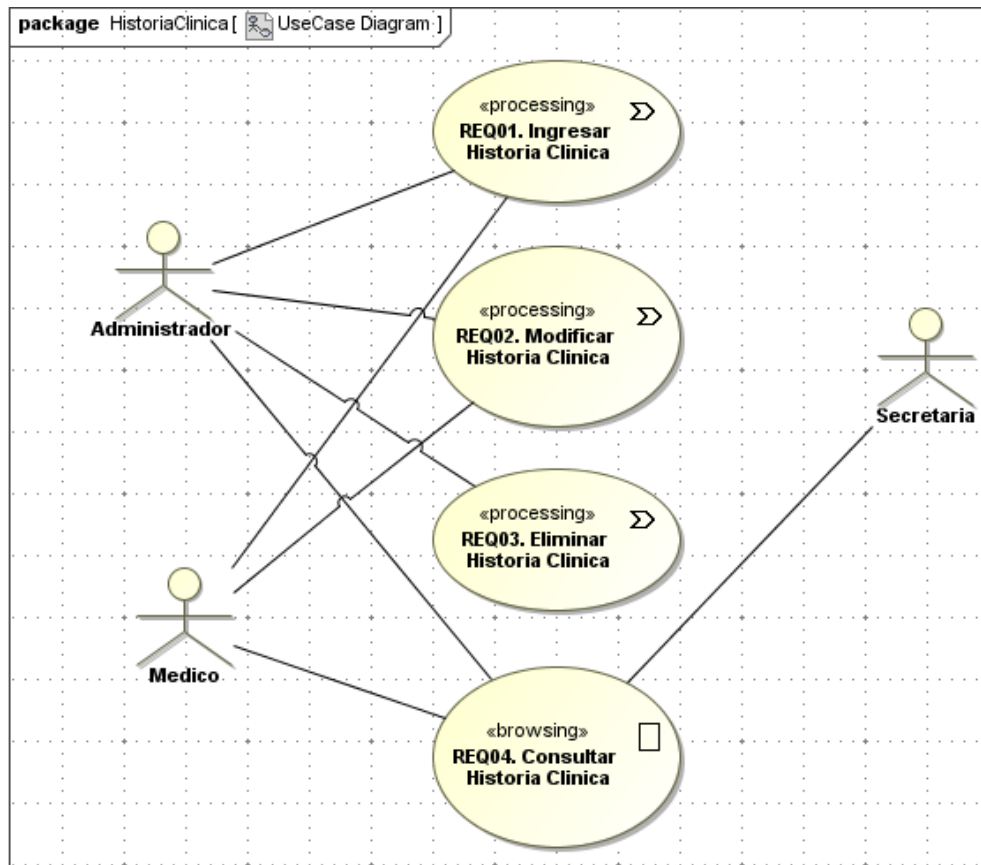 package HistoriaClinica [ UseCase Diagram ]
«processing»
REQ01. Ingresar
Historia Clinica
Administrador
«processing»
REQ02. Modificar
Historia Clinica
Secretaria
«processing»
REQ03. Eliminar
Historia Clinica
Medico
«browsing»
REQ04. Consultar
Historia Clinica